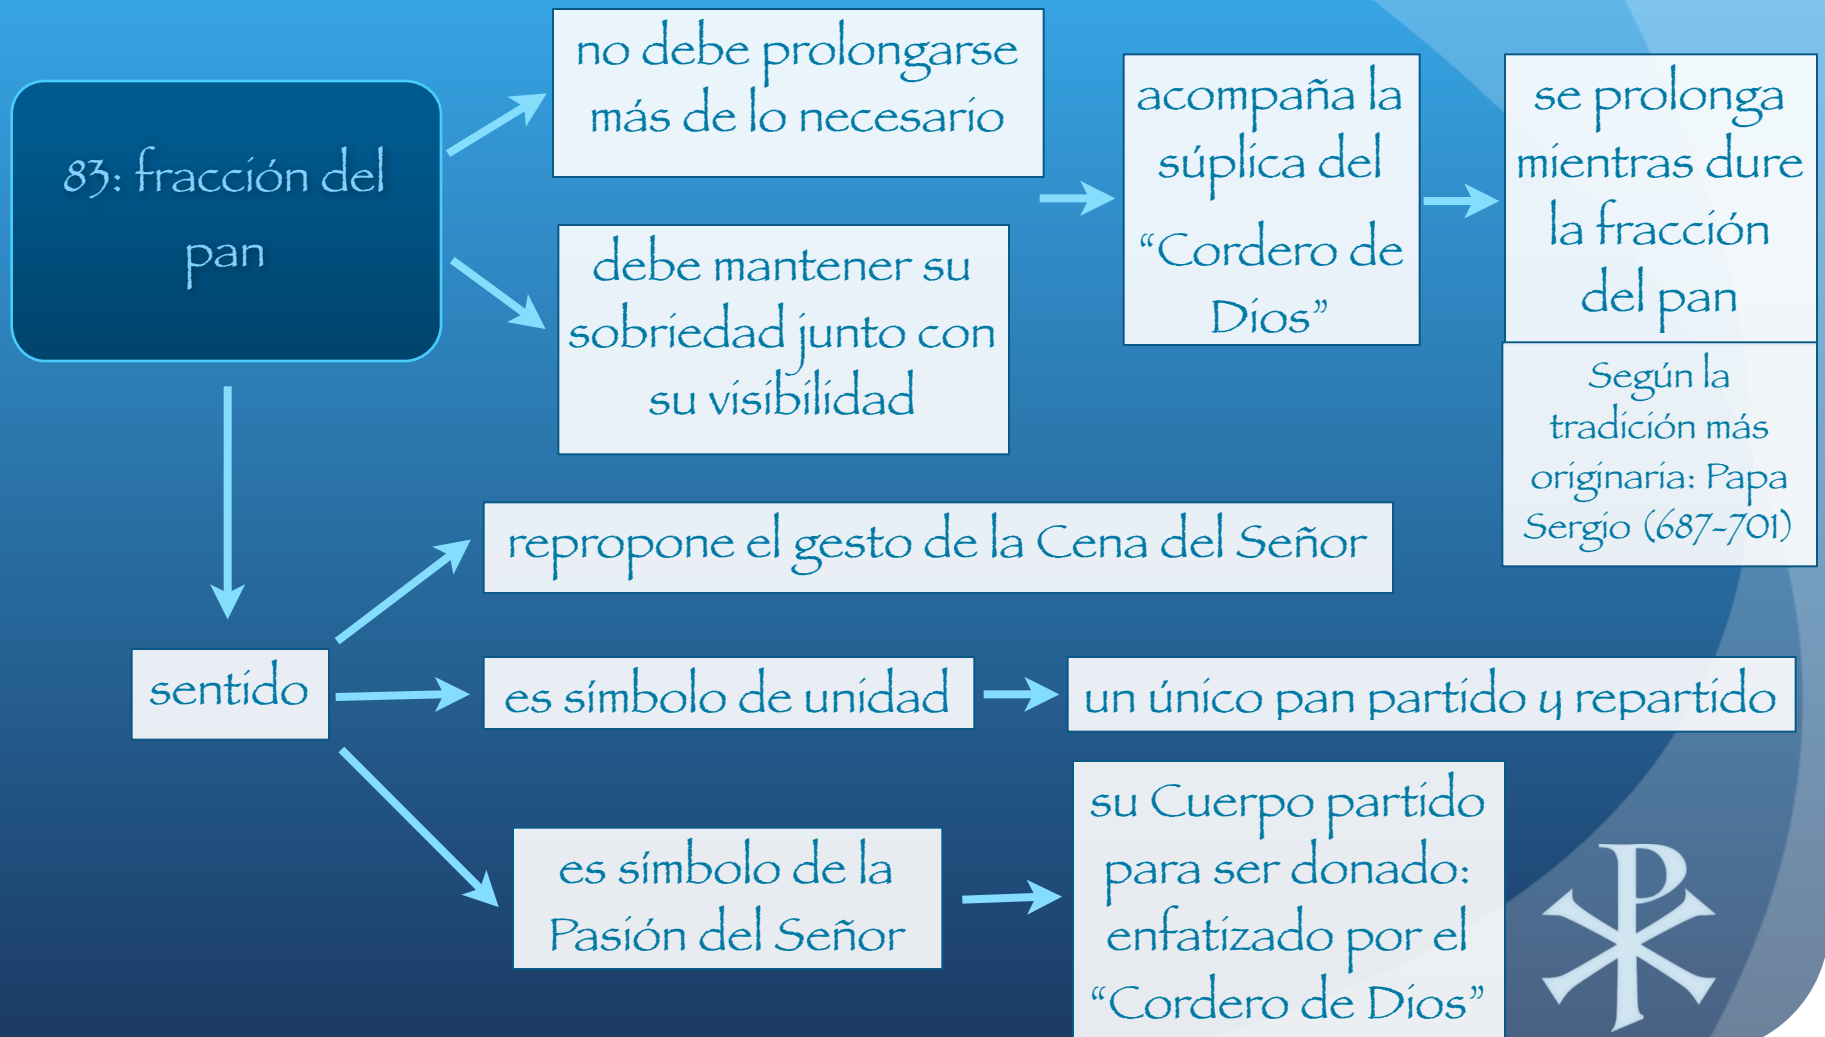 83: fracción del
pan
no debe prolongarse
más de lo necesario
debe mantener su
sobriedad junto con
su visibilidad
acompaña la
súplica del
“Cordero de
Dios”
se prolonga
mientras dure
la fracción
del pan
Según la
tradición más
originaria: Papa
Sergio (687-701)
sentido
repropone el gesto de la Cena del Señor
es símbolo de unidad
un único pan partido y repartido
es símbolo de la
Pasión del Señor
su Cuerpo partido
para ser donado:
enfatizado por el
“Cordero de Dios”